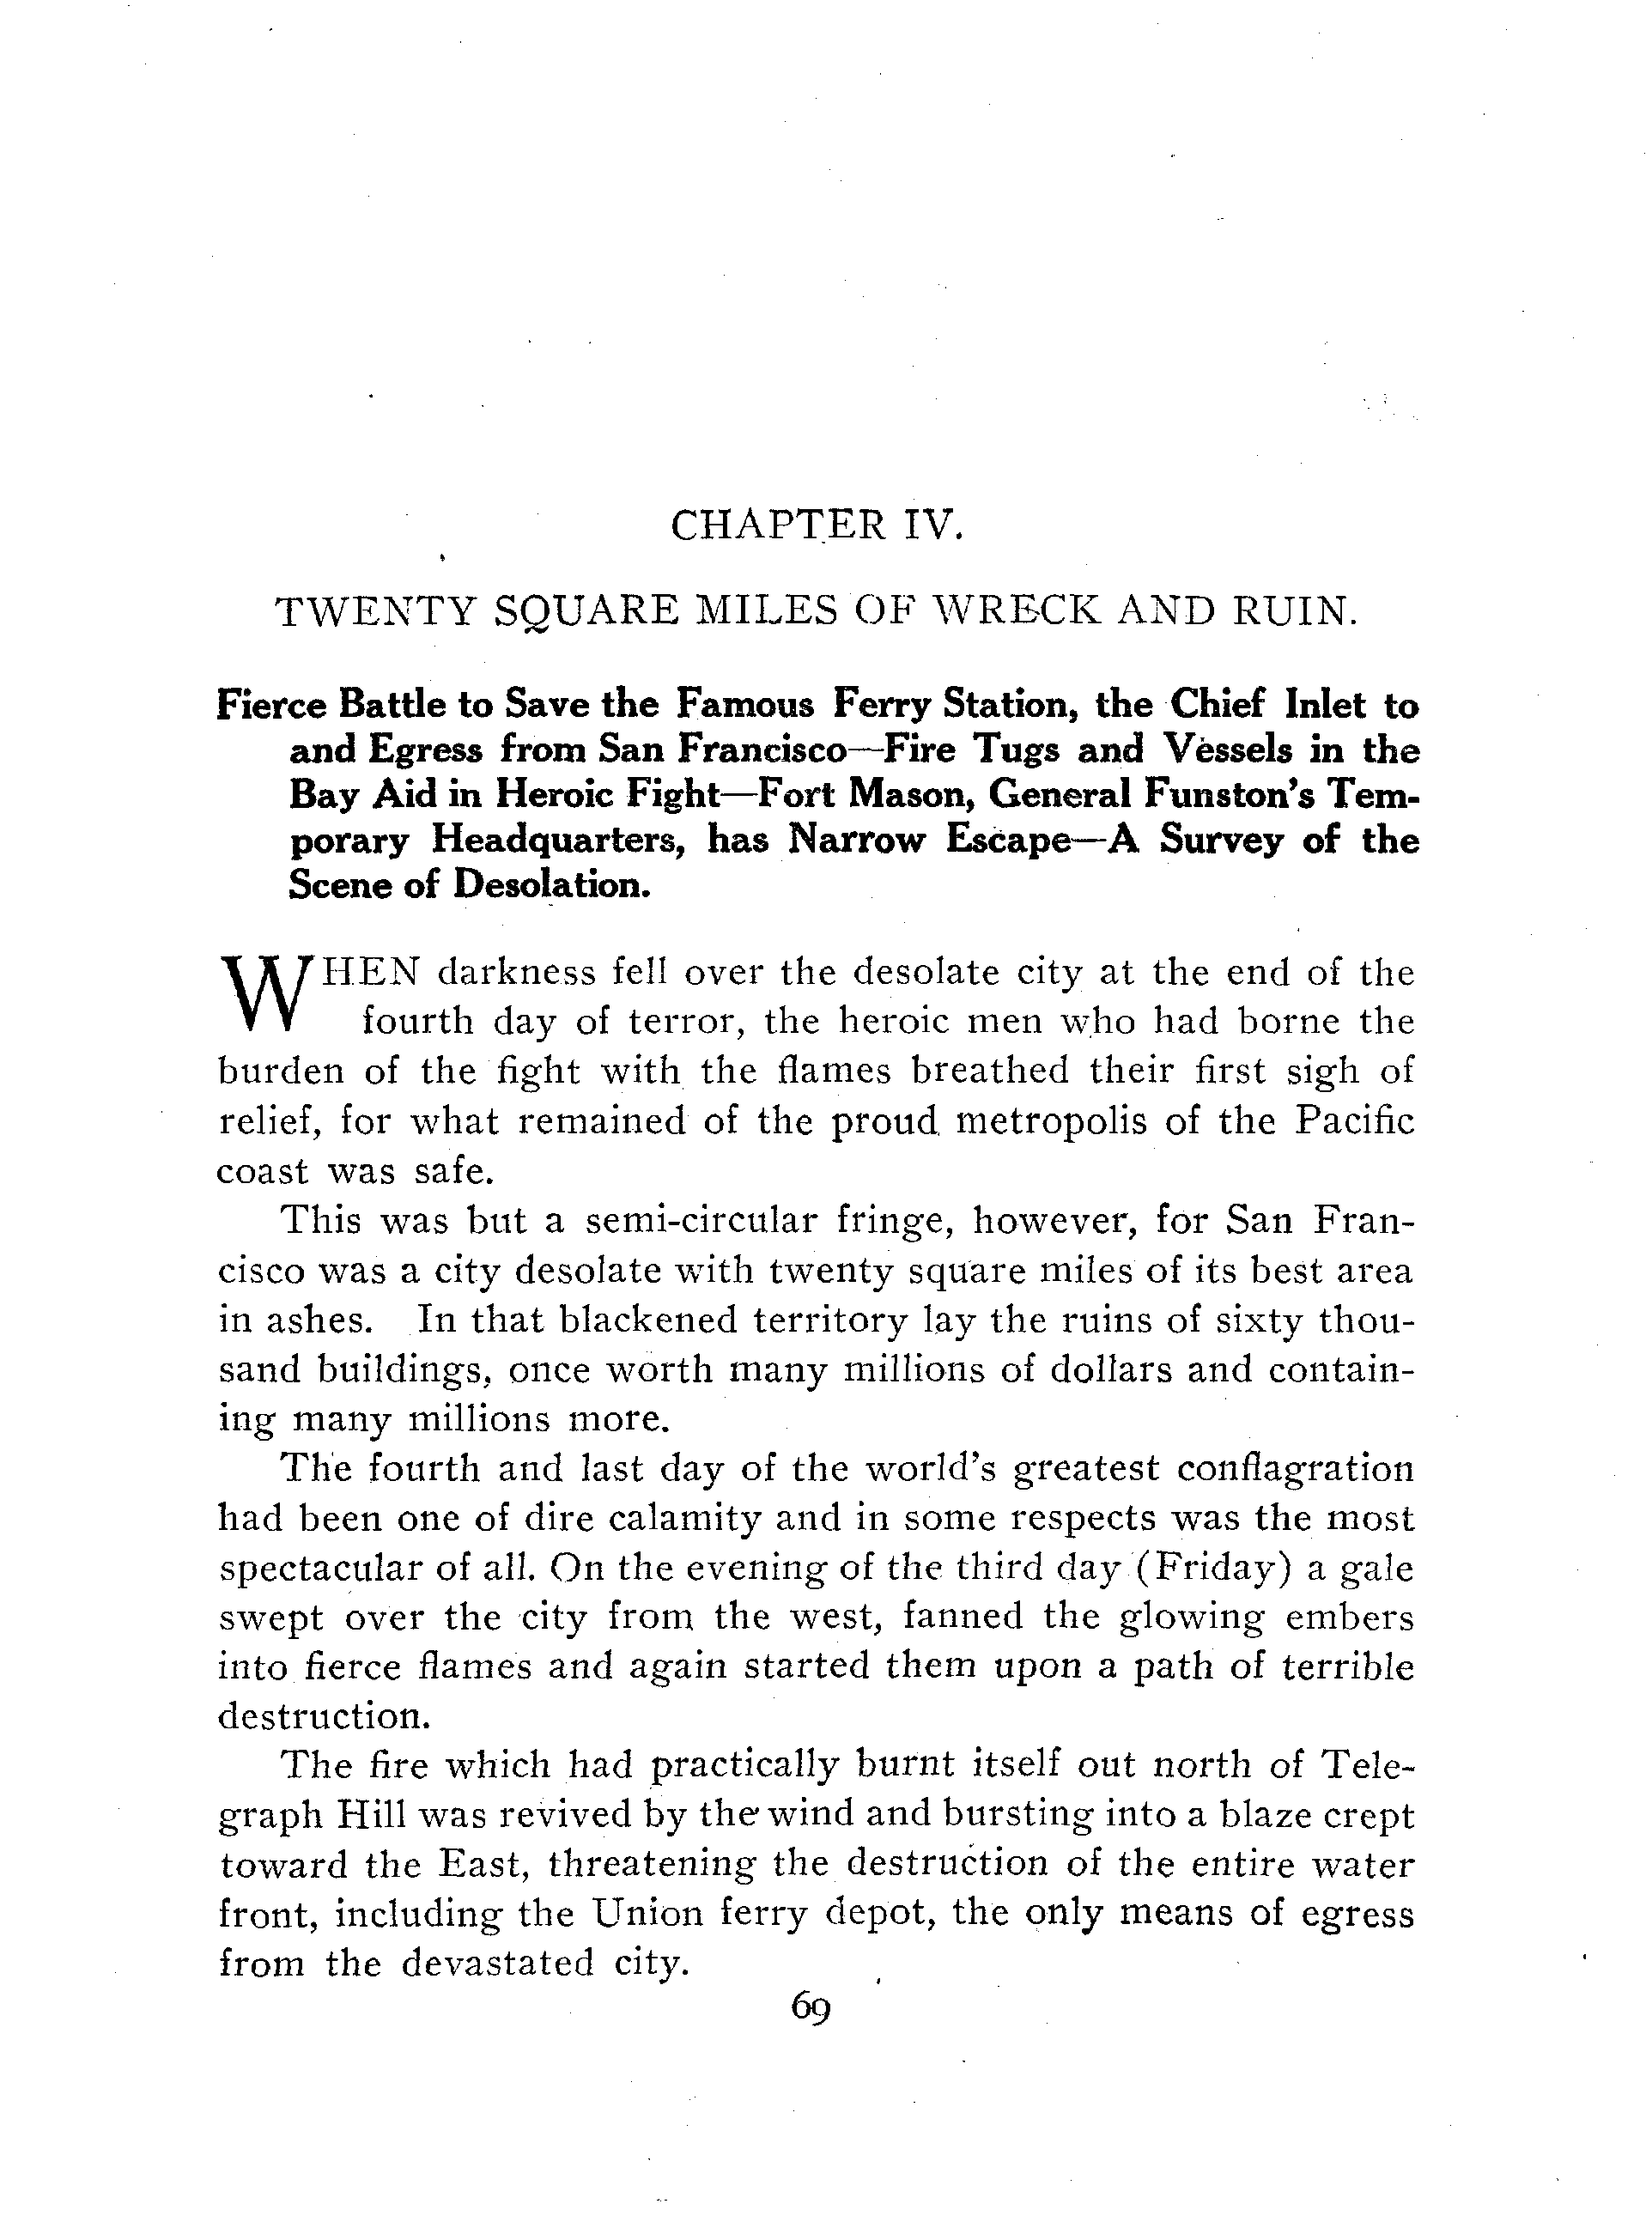 CHAPTER IV.
TWENTY SQUARE MILES OF WRECK AND RUIN.
Fierce Battle to Save the Famous Ferry Station, the Chief Inlet to
and Egress from San Francisco—Fire Tugs and Vessels in the
Bay Aid in Heroic Fight—Fort Mason, General Funston's Tem-
porary Headquarters, has Narrow Escape—A Survey of the
Scene of Desolation.
WHEN darkness fell over the desolate city at the end of the
fourth day of terror, the heroic men who had borne the
burden of the fight with the flames breathed their first sigh of
relief, for what remained of the proud metropolis of the Pacific
coast was safe.
This was but a semi-circular fringe, however, for San Fran-
cisco was a city desolate with twenty square miles of its best area
in ashes. In that blackened territory lay the ruins of sixty thou-
sand buildings, once worth many millions of dollars and contain-
ing many millions more.
The fourth and last day of the world's greatest conflagration
had been one of dire calamity and in some respects was the most
spectacular of all. On the evening of the third day (Friday) a gale
swept over the city from the west, fanned the glowing embers
into fierce flames and again started them upon a path of terrible
destruction.
The fire which had practically burnt itself out north of Tele-
graph Hill was revived by the wind and bursting into a blaze crept
toward the East, threatening the destruction of the entire water
front, including the Union ferry depot, the only means of egress
from the devastated city.
69